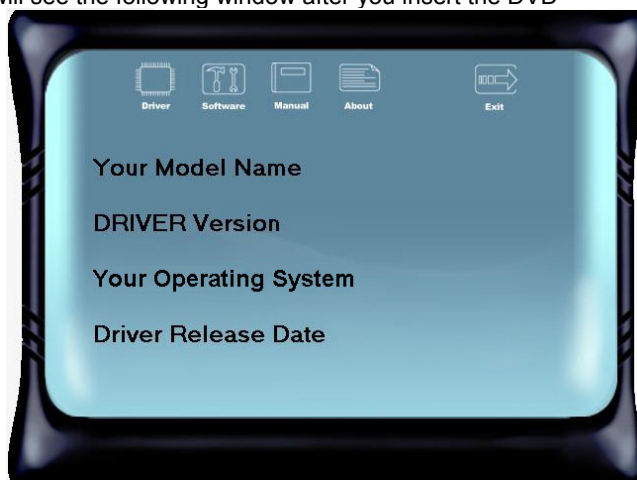 will see the following window after you insert the DVD
Driver Software Manual About Exit
Your Model Name
DRIVER Version
Your Operating System
Driver Release Date